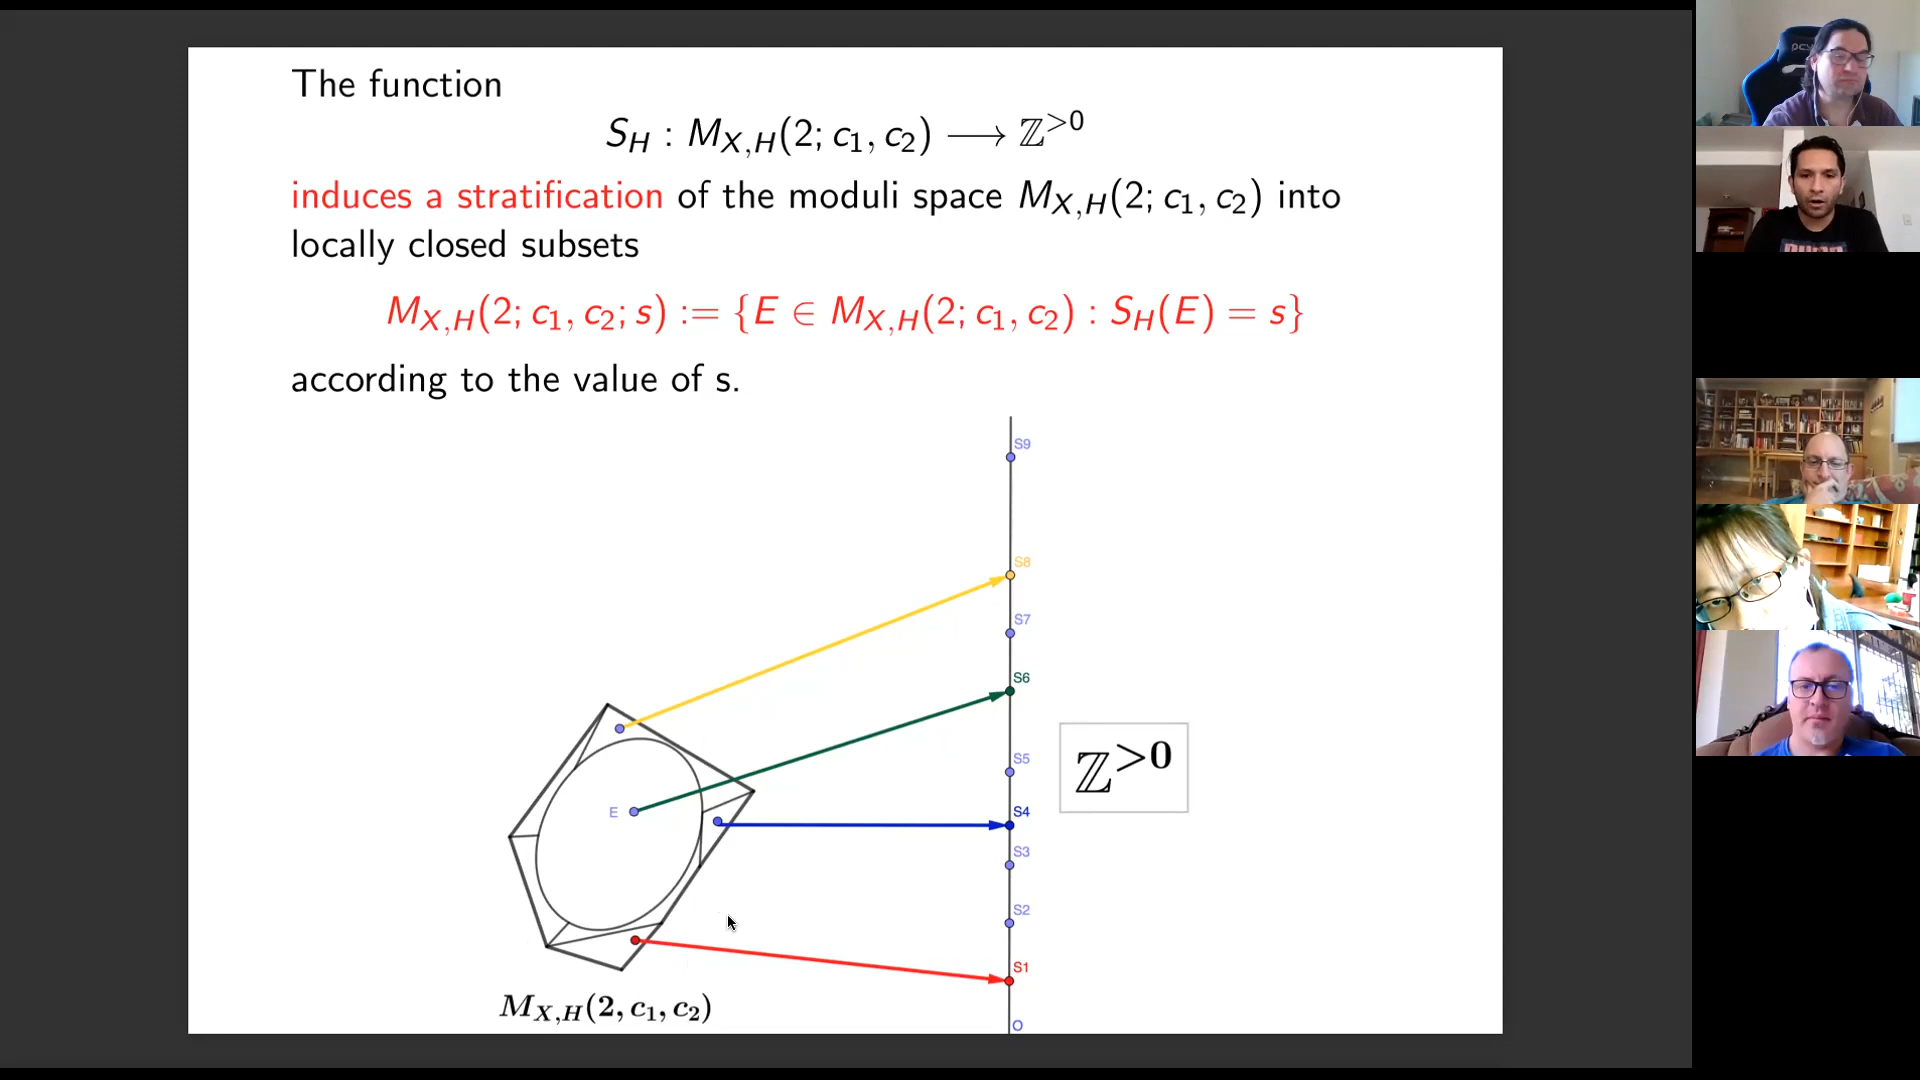 The function
S_H : M_{X,H}(2; c_1, c_2) ⟶ ℤ^{>0}
induces a stratification of the moduli space M_{X,H}(2; c_1, c_2) into
locally closed subsets
M_{X,H}(2; c_1, c_2; s) := {E ∈ M_{X,H}(2; c_1, c_2) : S_H(E) = s}
according to the value of s.
S9
S8
S7
S6
S5
ℤ^{>0}
E
S4
S3
S2
S1
M_{X,H}(2, c_1, c_2)
O